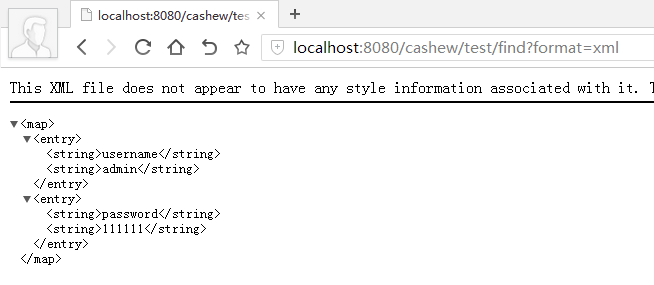 localhost:8080/cashew/tes
localhost:8080/cashew/test/find?format=xml
This XML file does not appear to have any style information associated with it.
<map>
<entry>
<string>username</string>
<string>admin</string>
</entry>
<entry>
<string>password</string>
<string>111111</string>
</entry>
</map>